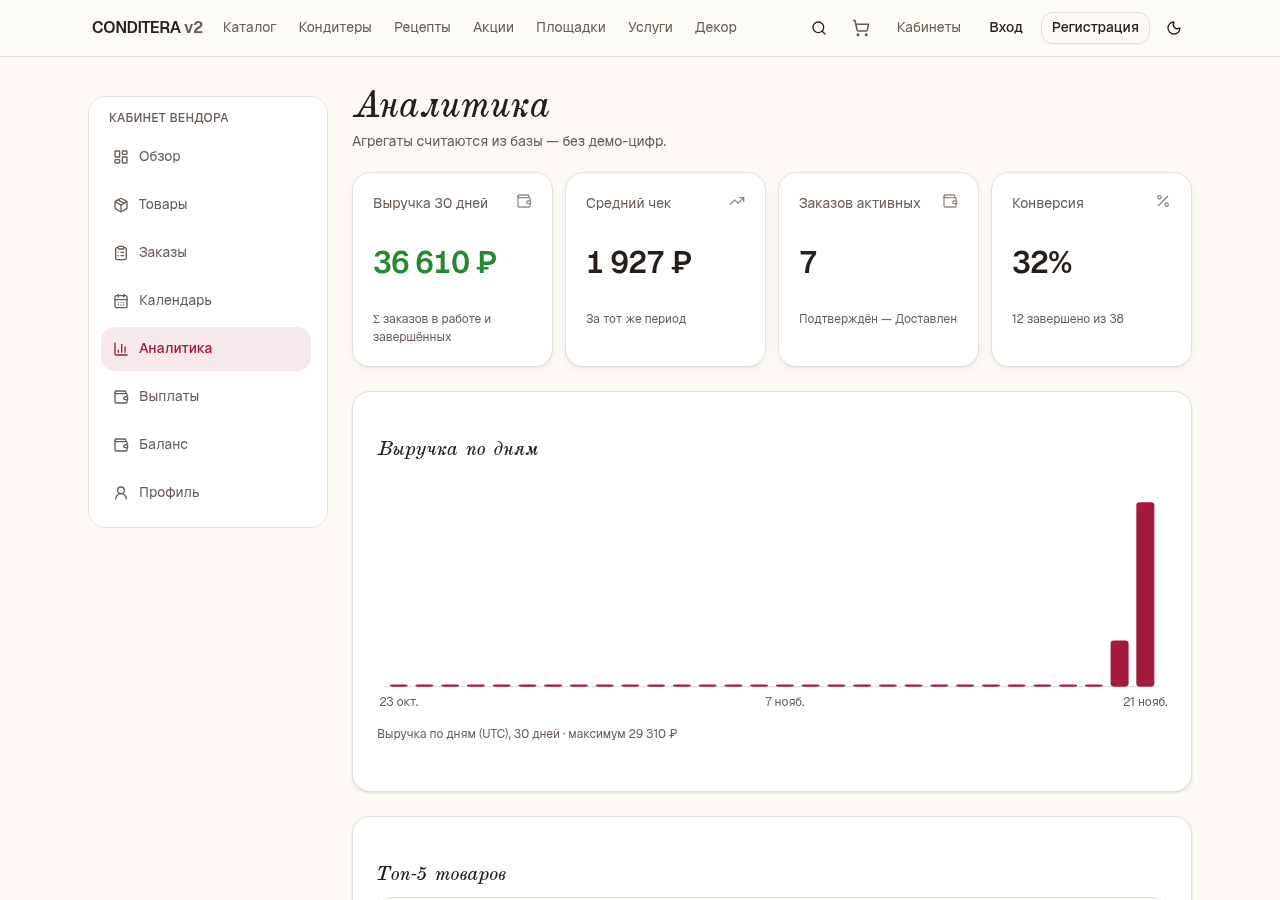 CONDITERA v2 Каталог Кондитеры Рецепты Акции Площадки Услуги Декор Кабинеты Вход Регистрация
КАБИНЕТ ВЕНДОРА
Обзор
Товары
Заказы
Календарь
Аналитика
Выплаты
Баланс
Профиль
Аналитика
Агрегаты считаются из базы — без демо-цифр.
Выручка 30 дней
36 610 ₽
Σ заказов в работе и
завершённых
Средний чек
1 927 ₽
За тот же период
Заказов активных
7
Подтверждён — Доставлен
Конверсия
32%
12 завершено из 38
Выручка по дням
23 окт. 7 нояб. 21 нояб.
Выручка по дням (UTC), 30 дней · максимум 29 310 ₽
Топ-5 товаров